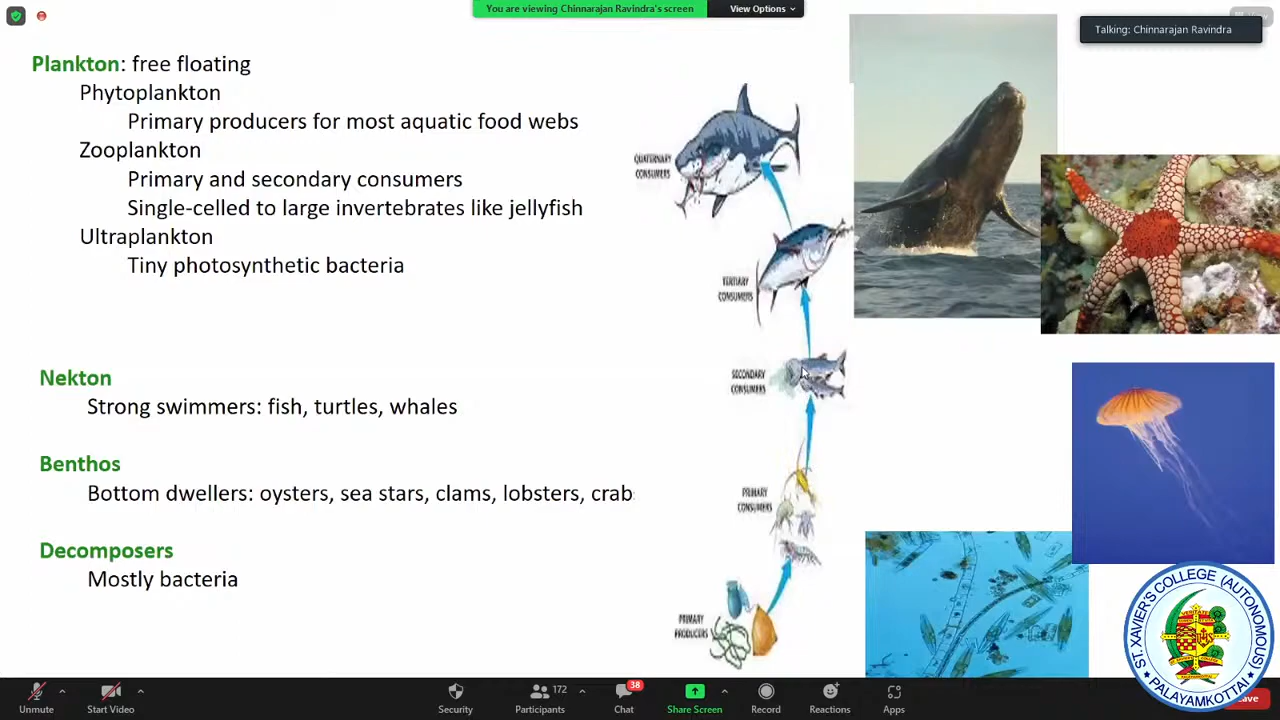 You are viewing Chinnarajan Ravindra's screen
View Options
View
Talking: Chinnarajan Ravindra
Plankton: free floating
Phytoplankton
Primary producers for most aquatic food webs
Zooplankton
Primary and secondary consumers
Single-celled to large invertebrates like jellyfish
Ultraplankton
Tiny photosynthetic bacteria
Nekton
Strong swimmers: fish, turtles, whales
Benthos
Bottom dwellers: oysters, sea stars, clams, lobsters, crab
Decomposers
Mostly bacteria
QUATERNARY
CONSUMERS
TERTIARY
CONSUMERS
SECONDARY
CONSUMERS
PRIMARY
CONSUMERS
PRIMARY
PRODUCERS
ST. XAVIER'S COLLEGE (AUTONOMOUS)
PALAYAMKOTTAI
Unmute
Start Video
Security
172
Participants
38
Chat
Share Screen
Record
Reactions
Apps